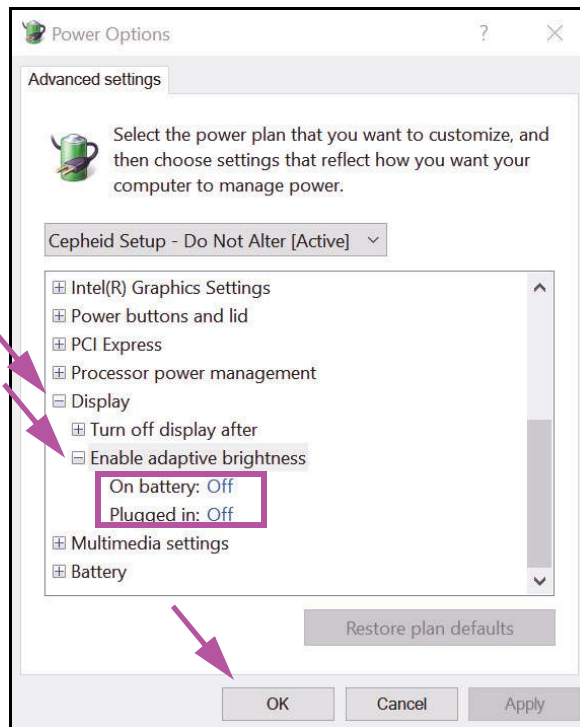 Power Options
Advanced settings
Select the power plan that you want to customize, and
then choose settings that reflect how you want your
computer to manage power.
Cepheid Setup - Do Not Alter [Active]
Intel(R) Graphics Settings
Power buttons and lid
PCI Express
Processor power management
Display
Turn off display after
Enable adaptive brightness
On battery: Off
Plugged in: Off
Multimedia settings
Battery
Restore plan defaults
OK Cancel Apply